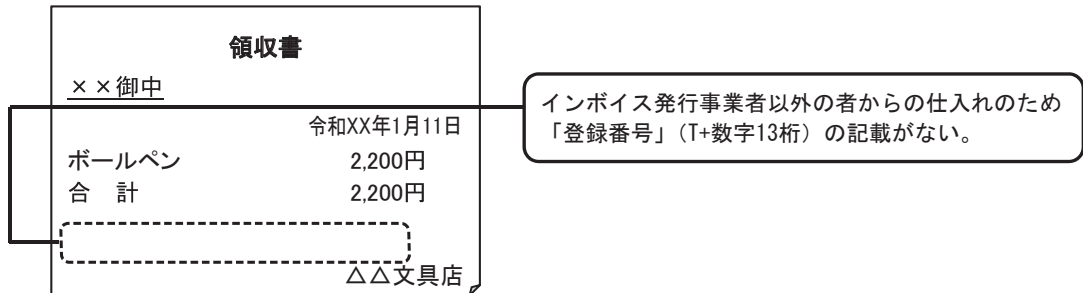 領収書
××御中
令和XX年1月11日
ボールペン 2,200円
合 計 2,200円
△△文具店
インボイス発行事業者以外の者からの仕入れのため
「登録番号」(T+数字13桁)の記載がない。